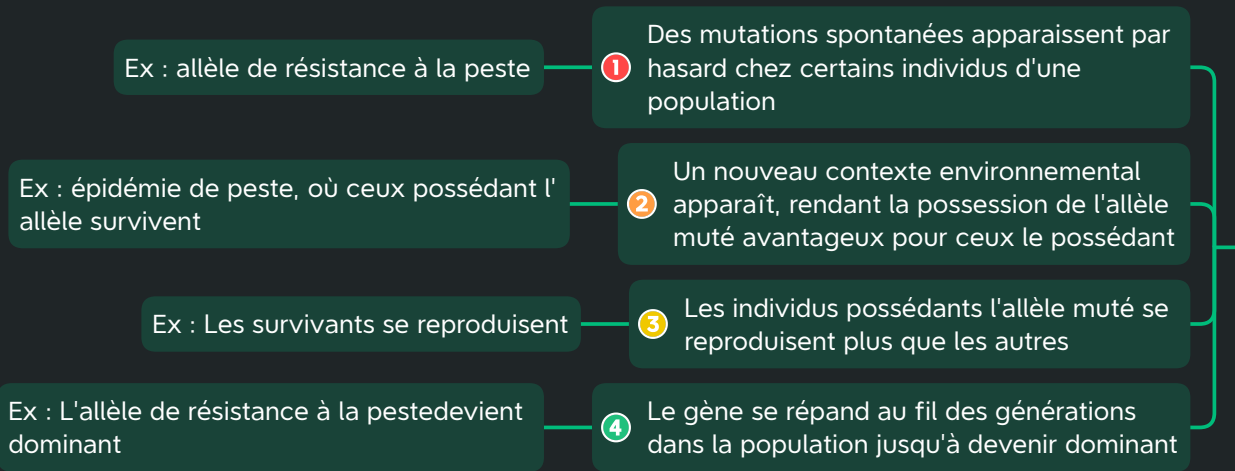 Ex : allèle de résistance à la peste
1
Des mutations spontanées apparaissent par
hasard chez certains individus d'une
population
Ex : épidémie de peste, où ceux possédant l'
allèle survivent
2
Un nouveau contexte environnemental
apparaît, rendant la possession de l'allèle
muté avantageux pour ceux le possédant
Ex : Les survivants se reproduisent
3
Les individus possédants l'allèle muté se
reproduisent plus que les autres
Ex : L'allèle de résistance à la pestedevient
dominant
4
Le gène se répand au fil des générations
dans la population jusqu'à devenir dominant